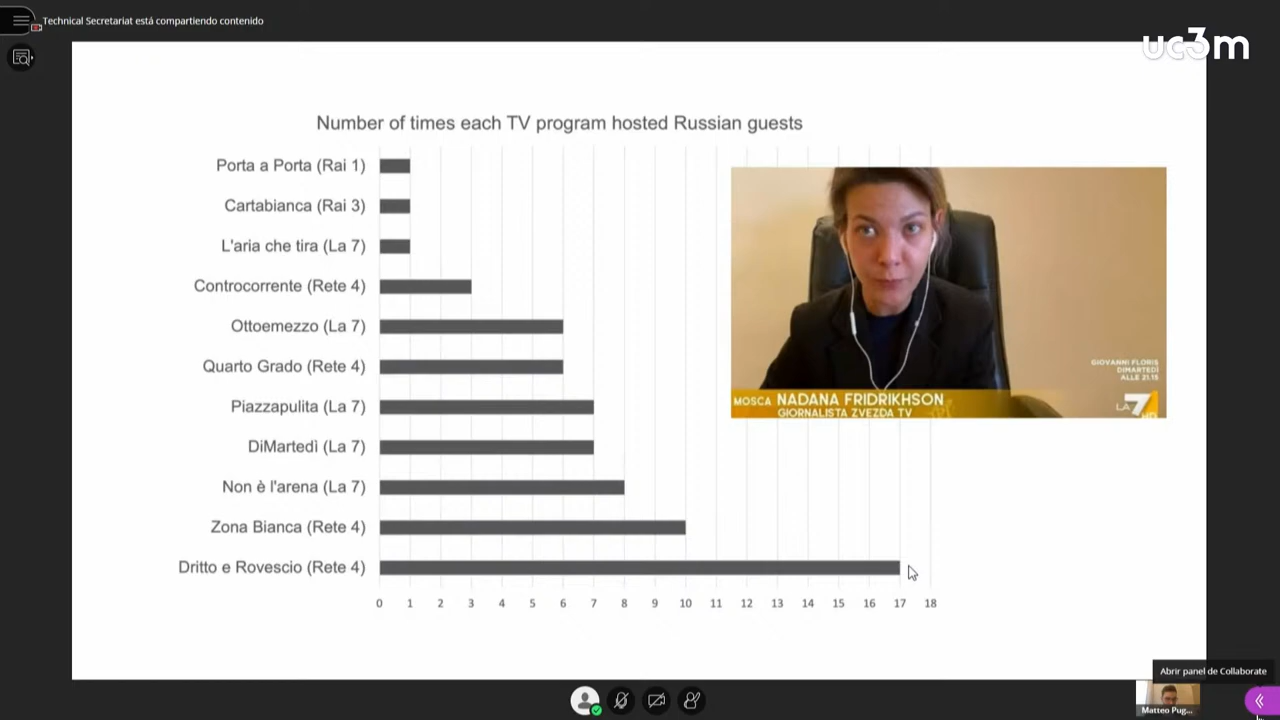 Technical Secretariat está compartiendo contenido
uc3m
Number of times each TV program hosted Russian guests
Porta a Porta (Rai 1)
Cartabianca (Rai 3)
L'aria che tira (La 7)
Controcorrente (Rete 4)
Ottoemezzo (La 7)
Quarto Grado (Rete 4)
Piazzapulita (La 7)
DiMartedì (La 7)
Non è l'arena (La 7)
Zona Bianca (Rete 4)
Dritto e Rovescio (Rete 4)
0 1 2 3 4 5 6 7 8 9 10 11 12 13 14 15 16 17 18
GIOVANNI FLORIS
DIMARTEDÌ
ALLE 21.15
MOSCA NADANA FRIDRIKHSON
GIORNALISTA ZVEZDA TV
LA7 HD
Abrir panel de Collaborate
Matteo Pug...